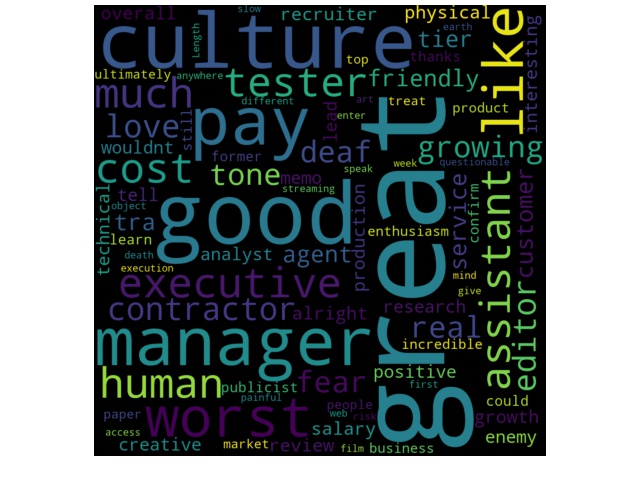 overall
slow
recruiter
physical
culture
tier
earth
like
interesting
Length
top
thanks
ultimately
anywhere
tester
friendly
much
different
art
treat
product
love
still
pay
lead
enter
great
wouldnt
former
deaf
growing
cost
tone
memo
speak
week
questionable
streaming
technical
tell
object
good
production
service
confirm
assistant
customer
tra
learn
death
analyst
agent
enthusiasm
execution
executive
mind
give
contractor
alright
research
real
editor
manager
incredible
human
publicist
fear
positive
first
painful
could
paper
worst
people
web
risk
salary
growth
access
creative
market
review
film
business
enemy